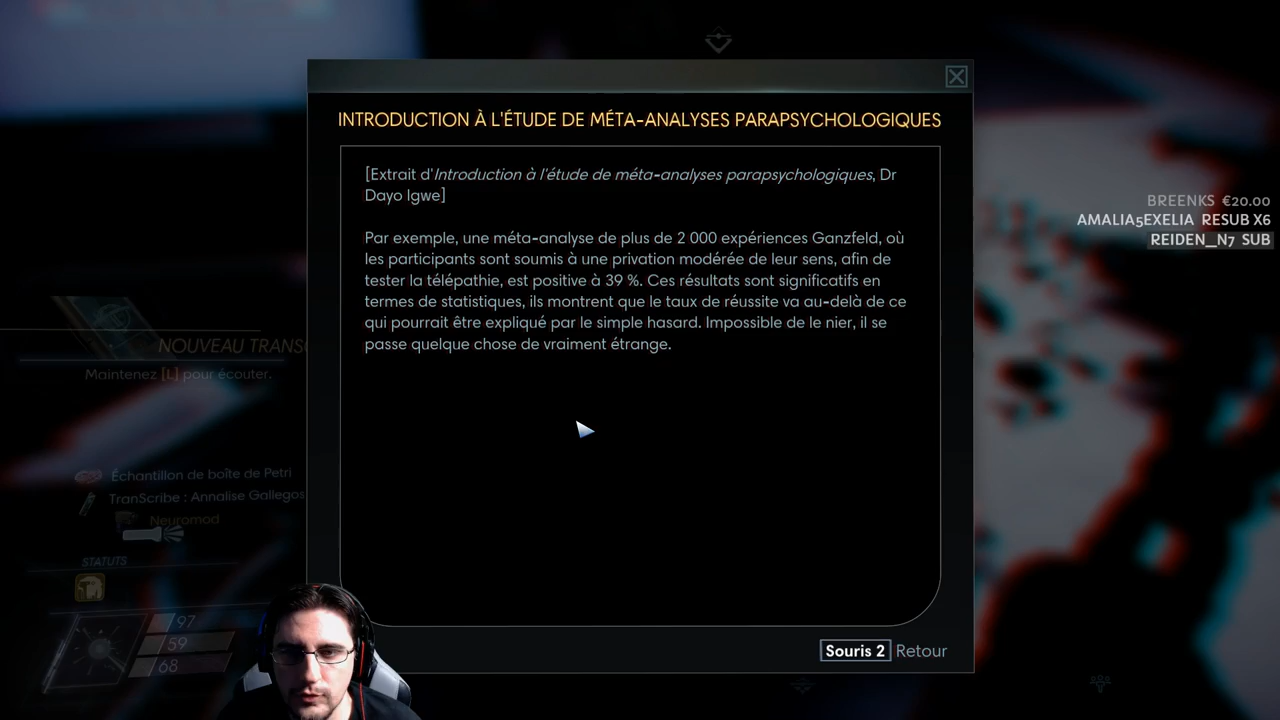 INTRODUCTION À L'ÉTUDE DE MÉTA-ANALYSES PARAPSYCHOLOGIQUES
[Extrait d'Introduction à l'étude de méta-analyses parapsychologiques, Dr
Dayo Igwe]
Par exemple, une méta-analyse de plus de 2 000 expériences Ganzfeld, où
les participants sont soumis à une privation modérée de leur sens, afin de
tester la télépathie, est positive à 39 %. Ces résultats sont significatifs en
termes de statistiques, ils montrent que le taux de réussite va au-delà de ce
qui pourrait être expliqué par le simple hasard. Impossible de le nier, il se
passe quelque chose de vraiment étrange.
Souris 2 Retour
BREENKS €20.00
AMALIA5EXELIA RESUB X6
REIDEN_N7 SUB
NOUVEAU TRANS
Maintenez [L] pour écouter.
Échantillon de boîte de Petri
TranScribe : Annalise Gallegos
Neuromod
STATUTS
97
59
68